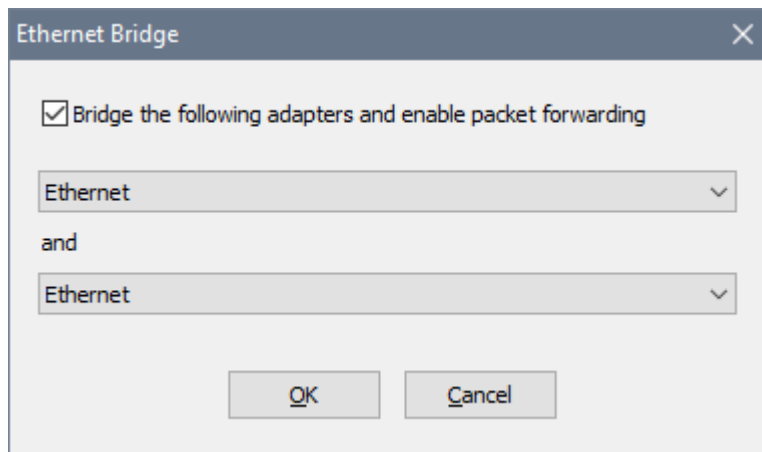 Ethernet Bridge
Bridge the following adapters and enable packet forwarding
Ethernet
and
Ethernet
OK
Cancel